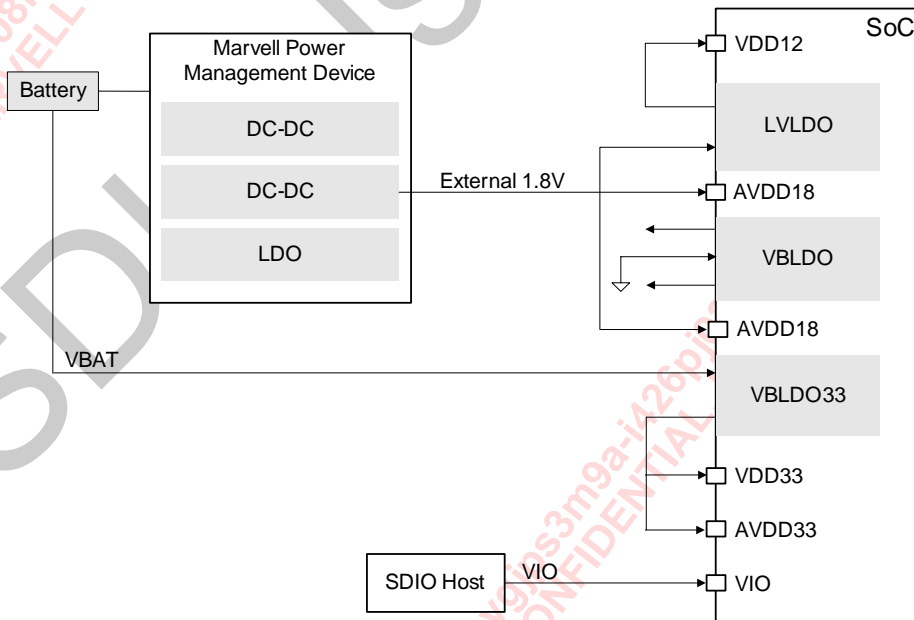 SoC
Marvell Power
Management Device
Battery
DC-DC
DC-DC
LDO
External 1.8V
VBAT
VDD12
LVLDO
AVDD18
VBLDO
AVDD18
VBLDO33
VDD33
AVDD33
SDIO Host
VIO
VIO